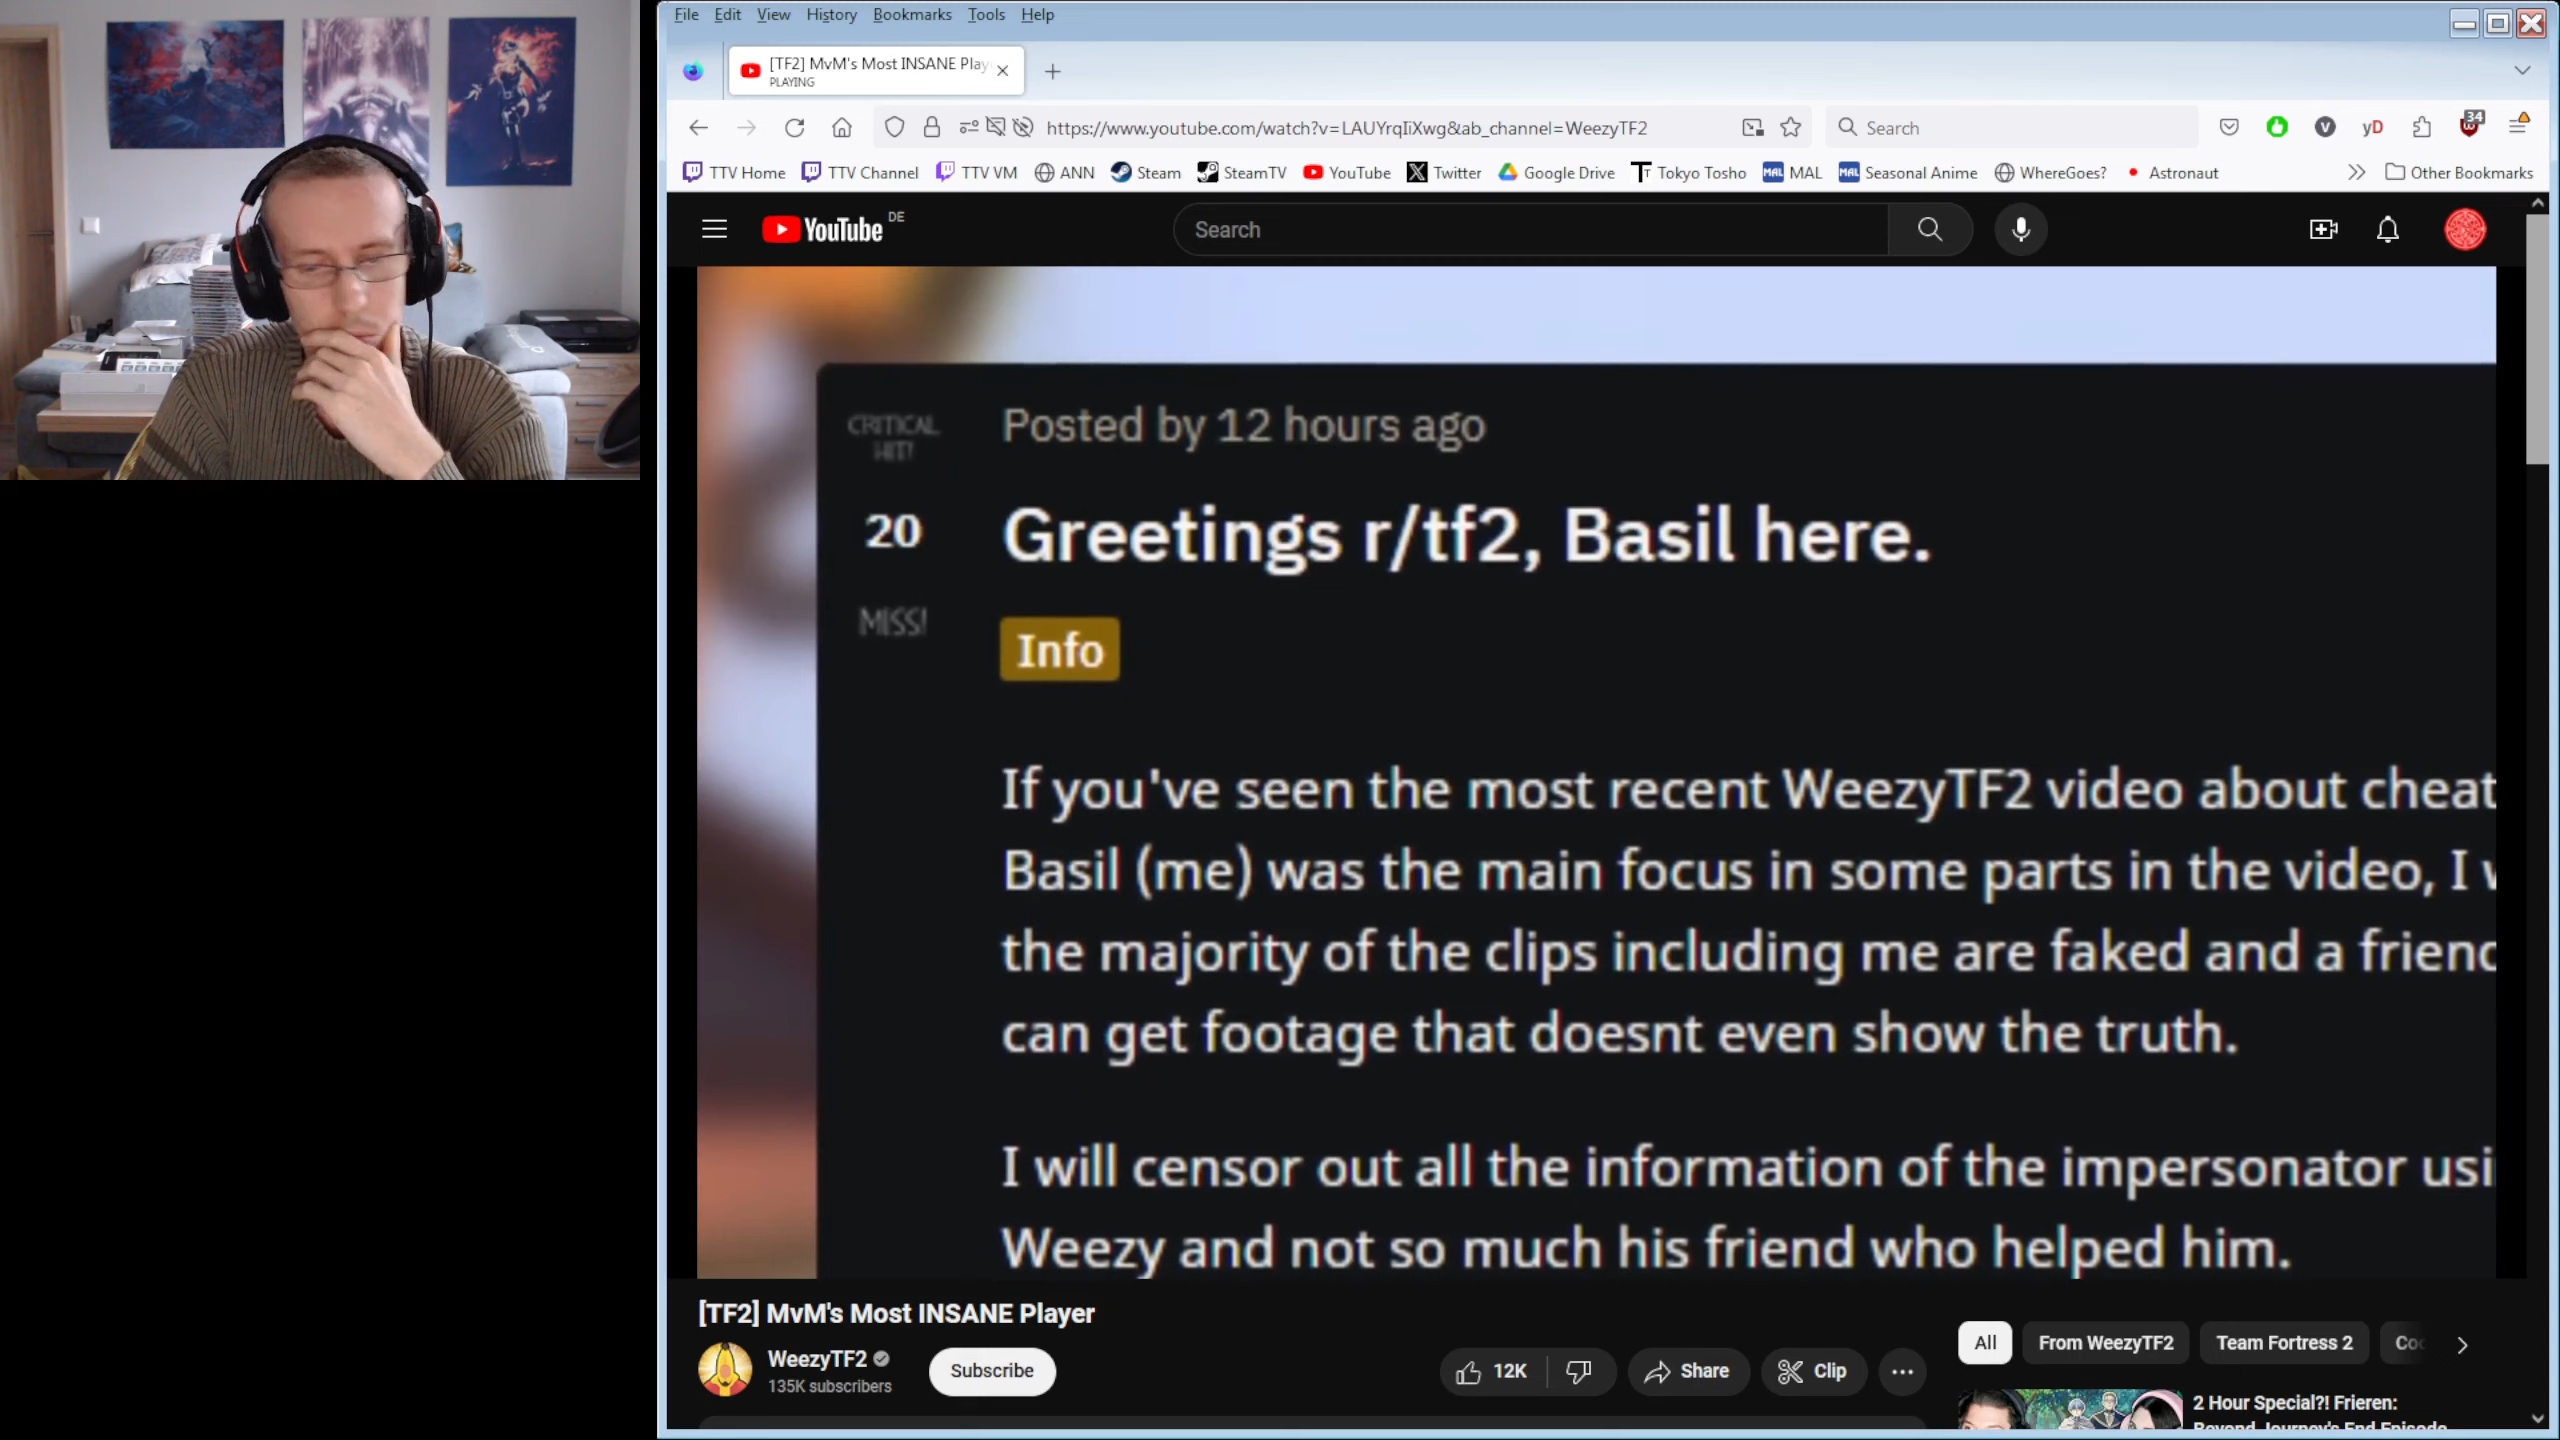 File Edit View History Bookmarks Tools Help
[TF2] MvM's Most INSANE Play
PLAYING
https://www.youtube.com/watch?v=LAUYrqIiXwg&ab_channel=WeezyTF2
Search
34
TTV Home TTV Channel TTV VM ANN Steam SteamTV YouTube Twitter Google Drive Tokyo Tosho MAL Seasonal Anime WhereGoes? Astronaut Other Bookmarks
YouTube DE
Search
CRITICAL HIT!
Posted by 12 hours ago
20
Greetings r/tf2, Basil here.
MISS!
Info
If you've seen the most recent WeezyTF2 video about cheat
Basil (me) was the main focus in some parts in the video, I
the majority of the clips including me are faked and a friend
can get footage that doesnt even show the truth.
I will censor out all the information of the impersonator usi
Weezy and not so much his friend who helped him.
[TF2] MvM's Most INSANE Player
WeezyTF2
135K subscribers
Subscribe
12K
Share
Clip
All From WeezyTF2 Team Fortress 2
2 Hour Special?! Frieren:
Beyond Journey's End Episode